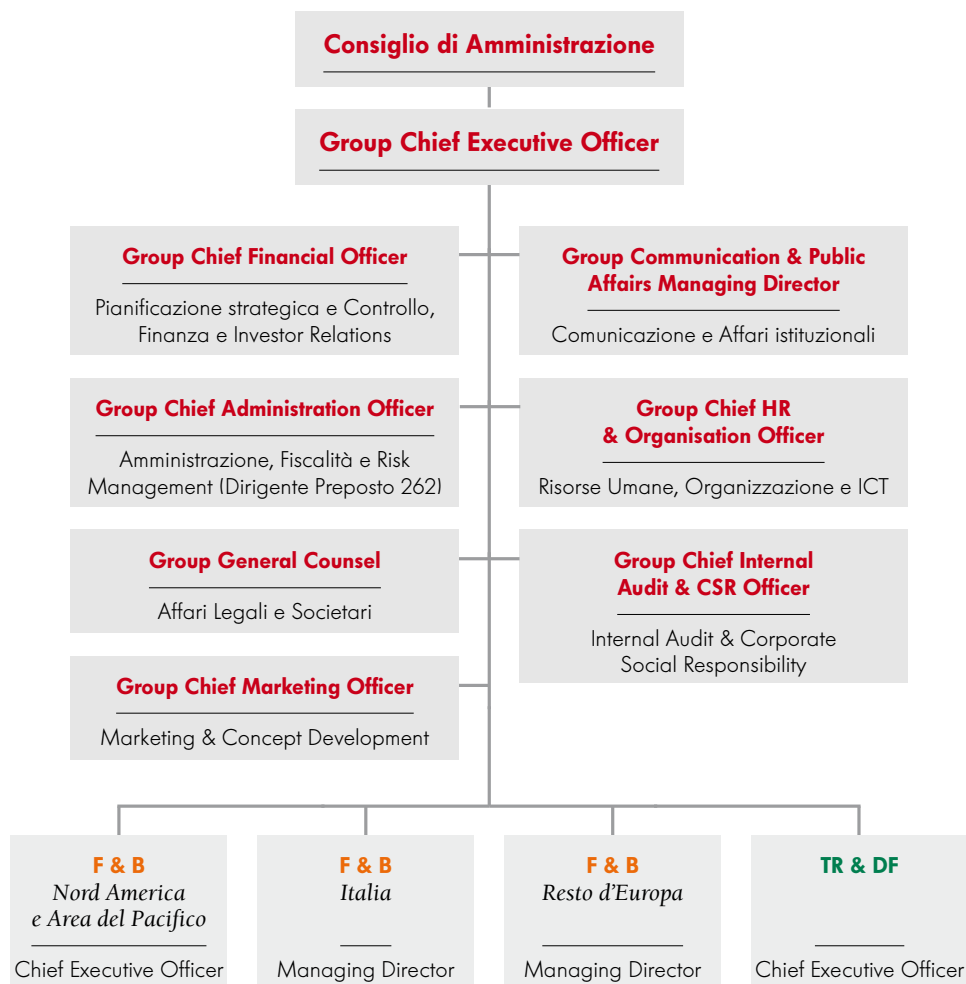 Consiglio di Amministrazione
Group Chief Executive Officer
Group Chief Financial Officer
Pianificazione strategica e Controllo,
Finanza e Investor Relations
Group Communication & Public
Affairs Managing Director
Comunicazione e Affari istituzionali
Group Chief Administration Officer
Amministrazione, Fiscalità e Risk
Management (Dirigente Preposto 262)
Group Chief HR
& Organisation Officer
Risorse Umane, Organizzazione e ICT
Group General Counsel
Affari Legali e Societari
Group Chief Internal
Audit & CSR Officer
Internal Audit & Corporate
Social Responsibility
Group Chief Marketing Officer
Marketing & Concept Development
F & B
Nord America
e Area del Pacifico
Chief Executive Officer
F & B
Italia
Managing Director
F & B
Resto d'Europa
Managing Director
TR & DF
Chief Executive Officer